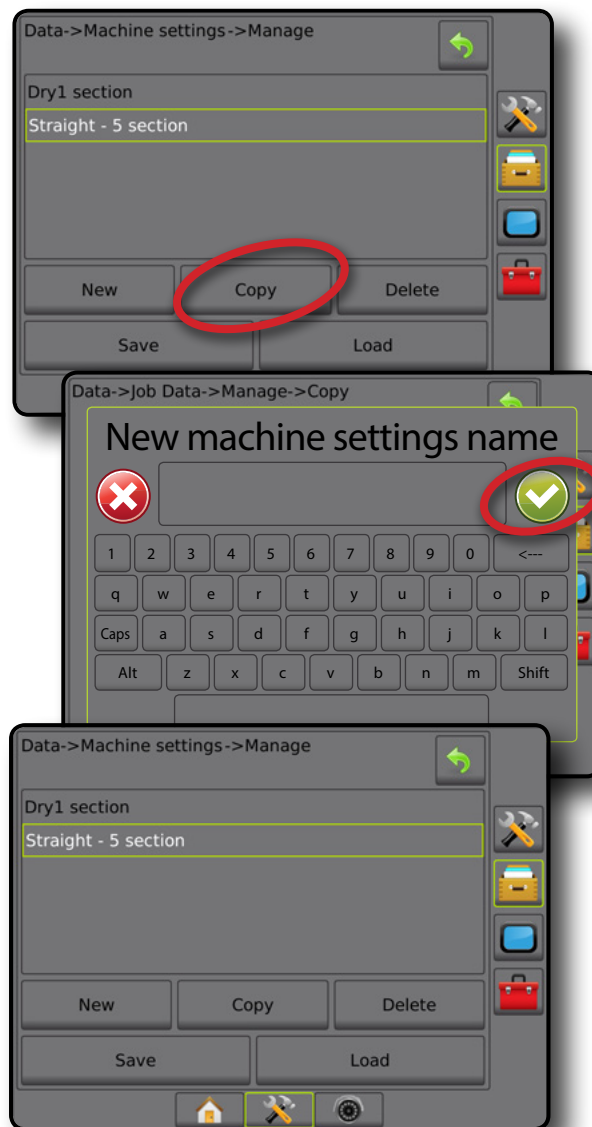 Data->Machine settings->Manage
Dry1 section
Straight - 5 section
New Copy Delete
Save Load
Data->Job Data->Manage->Copy
New machine settings name
1 2 3 4 5 6 7 8 9 0 <---
q w e r t y u i o p
Caps a s d f g h j k l
Alt z x c v b n m Shift
Data->Machine settings->Manage
Dry1 section
Straight - 5 section
New Copy Delete
Save Load